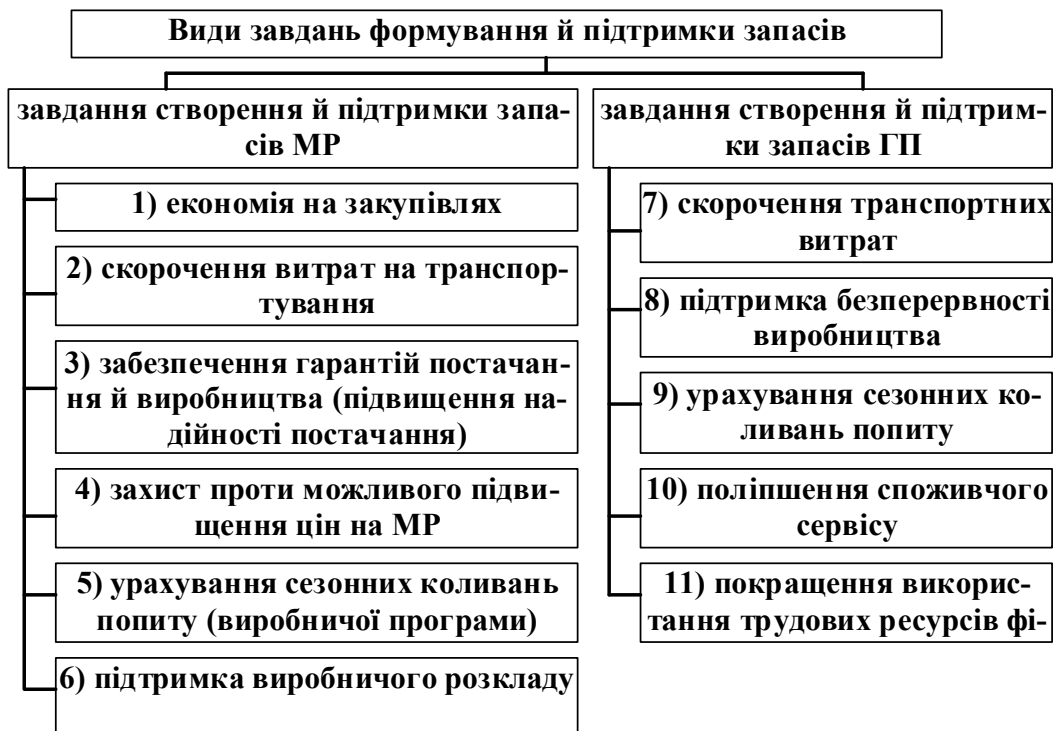 Види завдань формування й підтримки запасів
завдання створення й підтримки запа-
сів МР
1) економія на закупівлях
2) скорочення витрат на транспор-
тування
3) забезпечення гарантій постачан-
ня й виробництва (підвищення на-
дійності постачання)
4) захист проти можливого підви-
щення цін на МР
5) урахування сезонних коливань
попиту (виробничої програми)
6) підтримка виробничого розкладу
завдання створення й підтрим-
ки запасів ГП
7) скорочення транспортних
витрат
8) підтримка безперервності
виробництва
9) урахування сезонних ко-
ливань попиту
10) поліпшення споживчого
сервісу
11) покращення викорис-
тання трудових ресурсів фі-